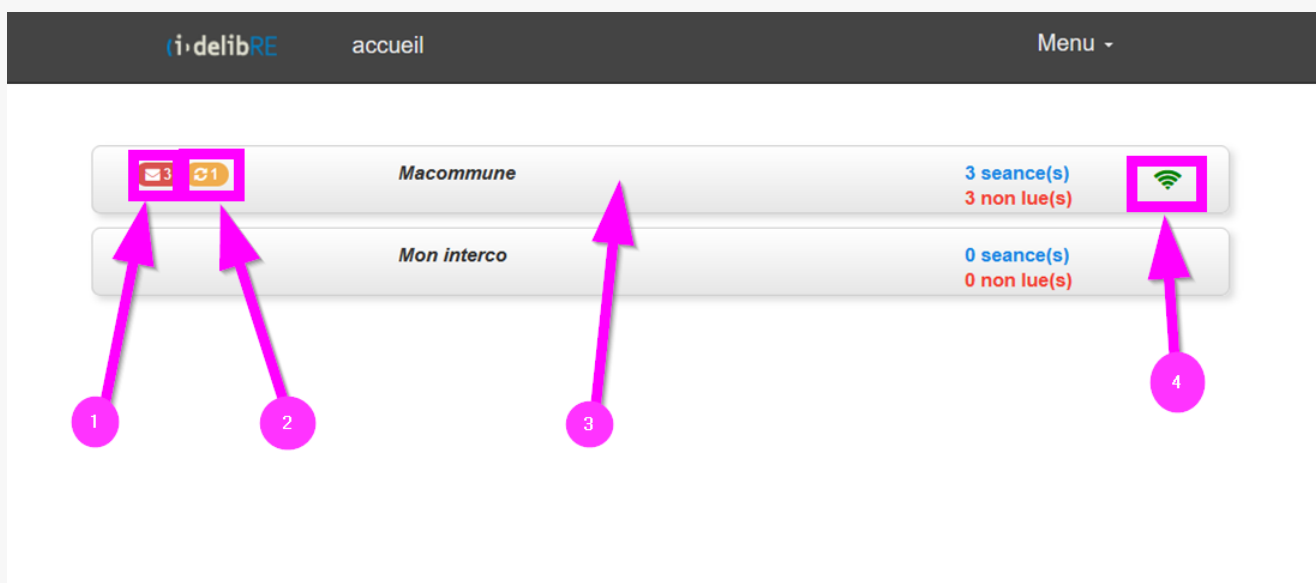 i·delibRE accueil Menu
3 1 Macommune 3 seance(s)
3 non lue(s)
Mon interco 0 seance(s)
0 non lue(s)
1 2 3 4